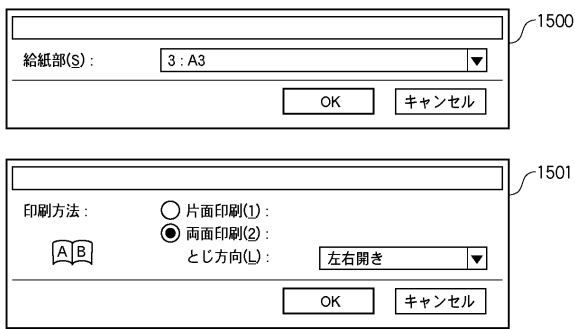 1500
給紙部(S) : 3 : A3
OK キャンセル
1501
印刷方法 : 片面印刷(1) :
両面印刷(2) :
A B とじ方向(L) : 左右開き
OK キャンセル